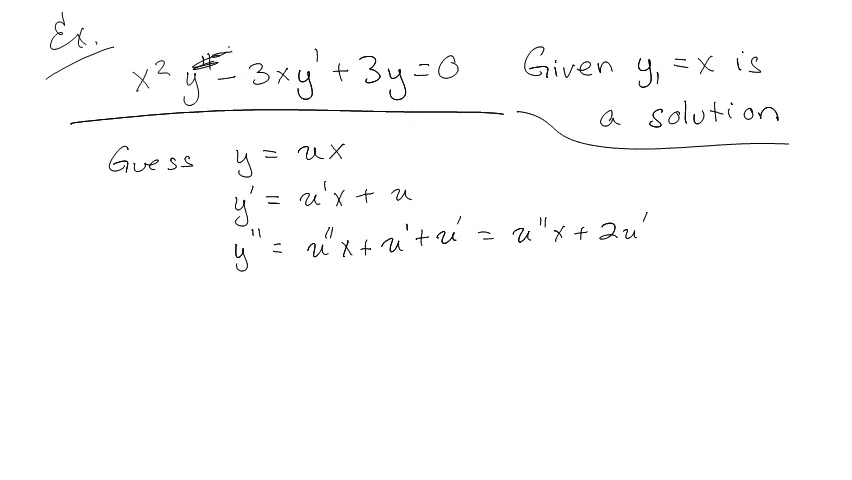 Ex.
x² y'' - 3xy' + 3y = 0
Given y₁ = x is
a solution
Guess y = ux
y' = u'x + u
y'' = u''x + u' + u' = u''x + 2u'